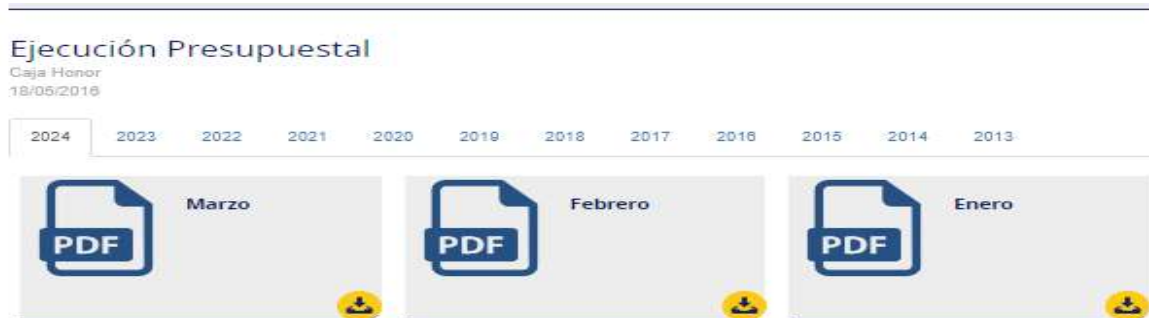 Ejecución Presupuestal
Caja Honor
18/05/2016
2024 2023 2022 2021 2020 2019 2018 2017 2016 2015 2014 2013
Marzo Febrero Enero
PDF PDF PDF